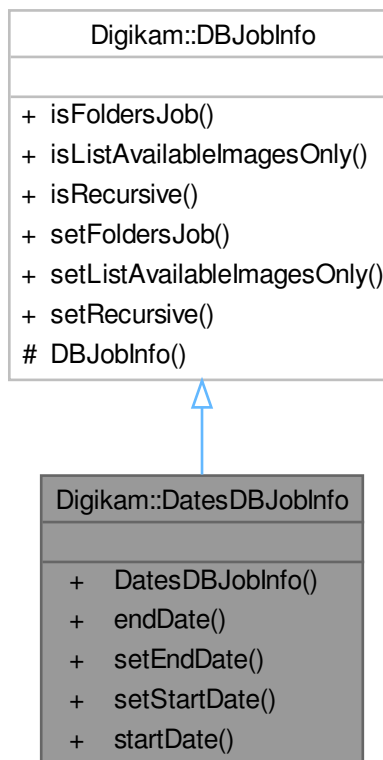 Digikam::DBJobInfo
+ isFoldersJob()
+ isListAvailableImagesOnly()
+ isRecursive()
+ setFoldersJob()
+ setListAvailableImagesOnly()
+ setRecursive()
# DBJobInfo()
Digikam::DatesDBJobInfo
+ DatesDBJobInfo()
+ endDate()
+ setEndDate()
+ setStartDate()
+ startDate()